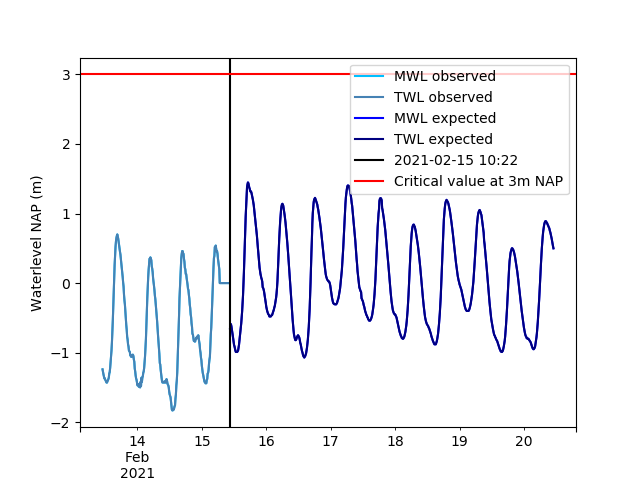 3
2
1
0
−1
−2
Waterlevel NAP (m)
MWL observed
TWL observed
MWL expected
TWL expected
2021-02-15 10:22
Critical value at 3m NAP
14 15 16 17 18 19 20
Feb
2021